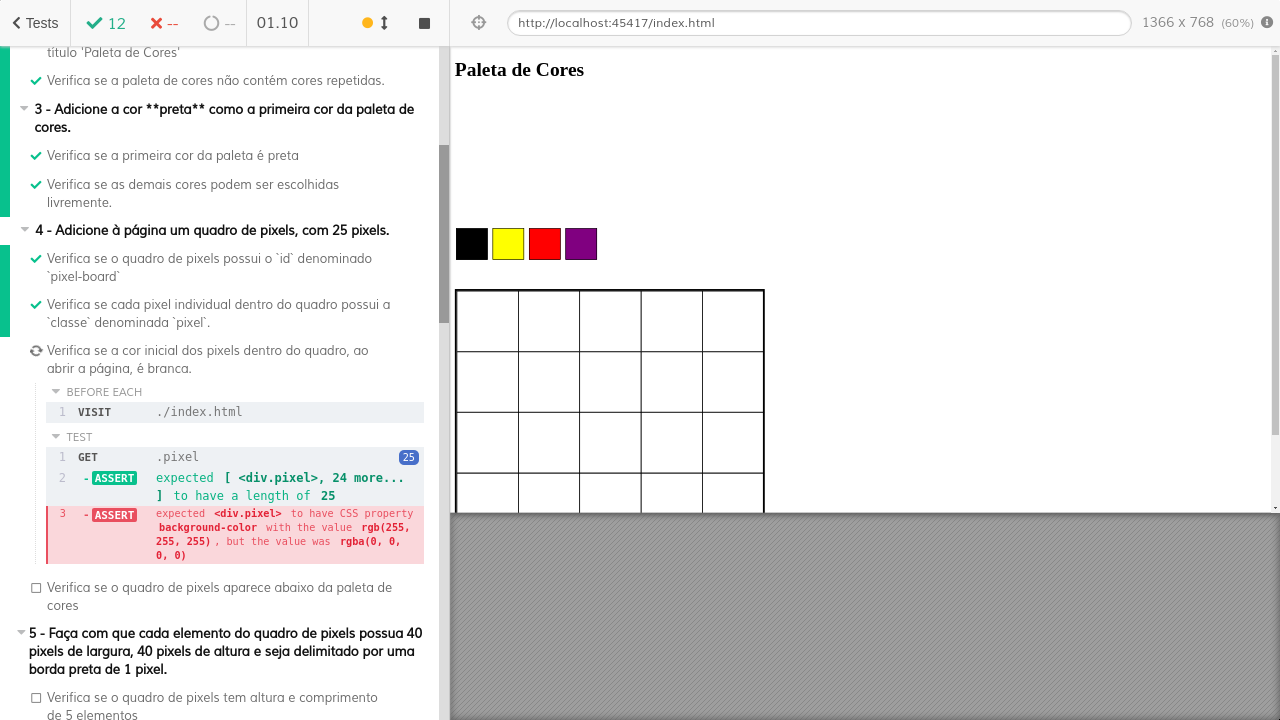 Tests
12
--
--
01.10
http://localhost:45417/index.html
1366 x 768 (60%)
título 'Paleta de Cores'
Verifica se a paleta de cores não contém cores repetidas.
3 - Adicione a cor **preta** como a primeira cor da paleta de
cores.
Verifica se a primeira cor da paleta é preta
Verifica se as demais cores podem ser escolhidas
livremente.
4 - Adicione à página um quadro de pixels, com 25 pixels.
Verifica se o quadro de pixels possui o `id` denominado
`pixel-board`
Verifica se cada pixel individual dentro do quadro possui a
`classe` denominada `pixel`.
Verifica se a cor inicial dos pixels dentro do quadro, ao
abrir a página, é branca.
BEFORE EACH
1 VISIT ./index.html
TEST
1 GET .pixel 25
2 -ASSERT expected [ <div.pixel>, 24 more...
] to have a length of 25
3 -ASSERT expected <div.pixel> to have CSS property
background-color with the value rgb(255,
255, 255), but the value was rgba(0, 0,
0, 0)
Verifica se o quadro de pixels aparece abaixo da paleta de
cores
5 - Faça com que cada elemento do quadro de pixels possua 40
pixels de largura, 40 pixels de altura e seja delimitado por uma
borda preta de 1 pixel.
Verifica se o quadro de pixels tem altura e comprimento
de 5 elementos
Paleta de Cores